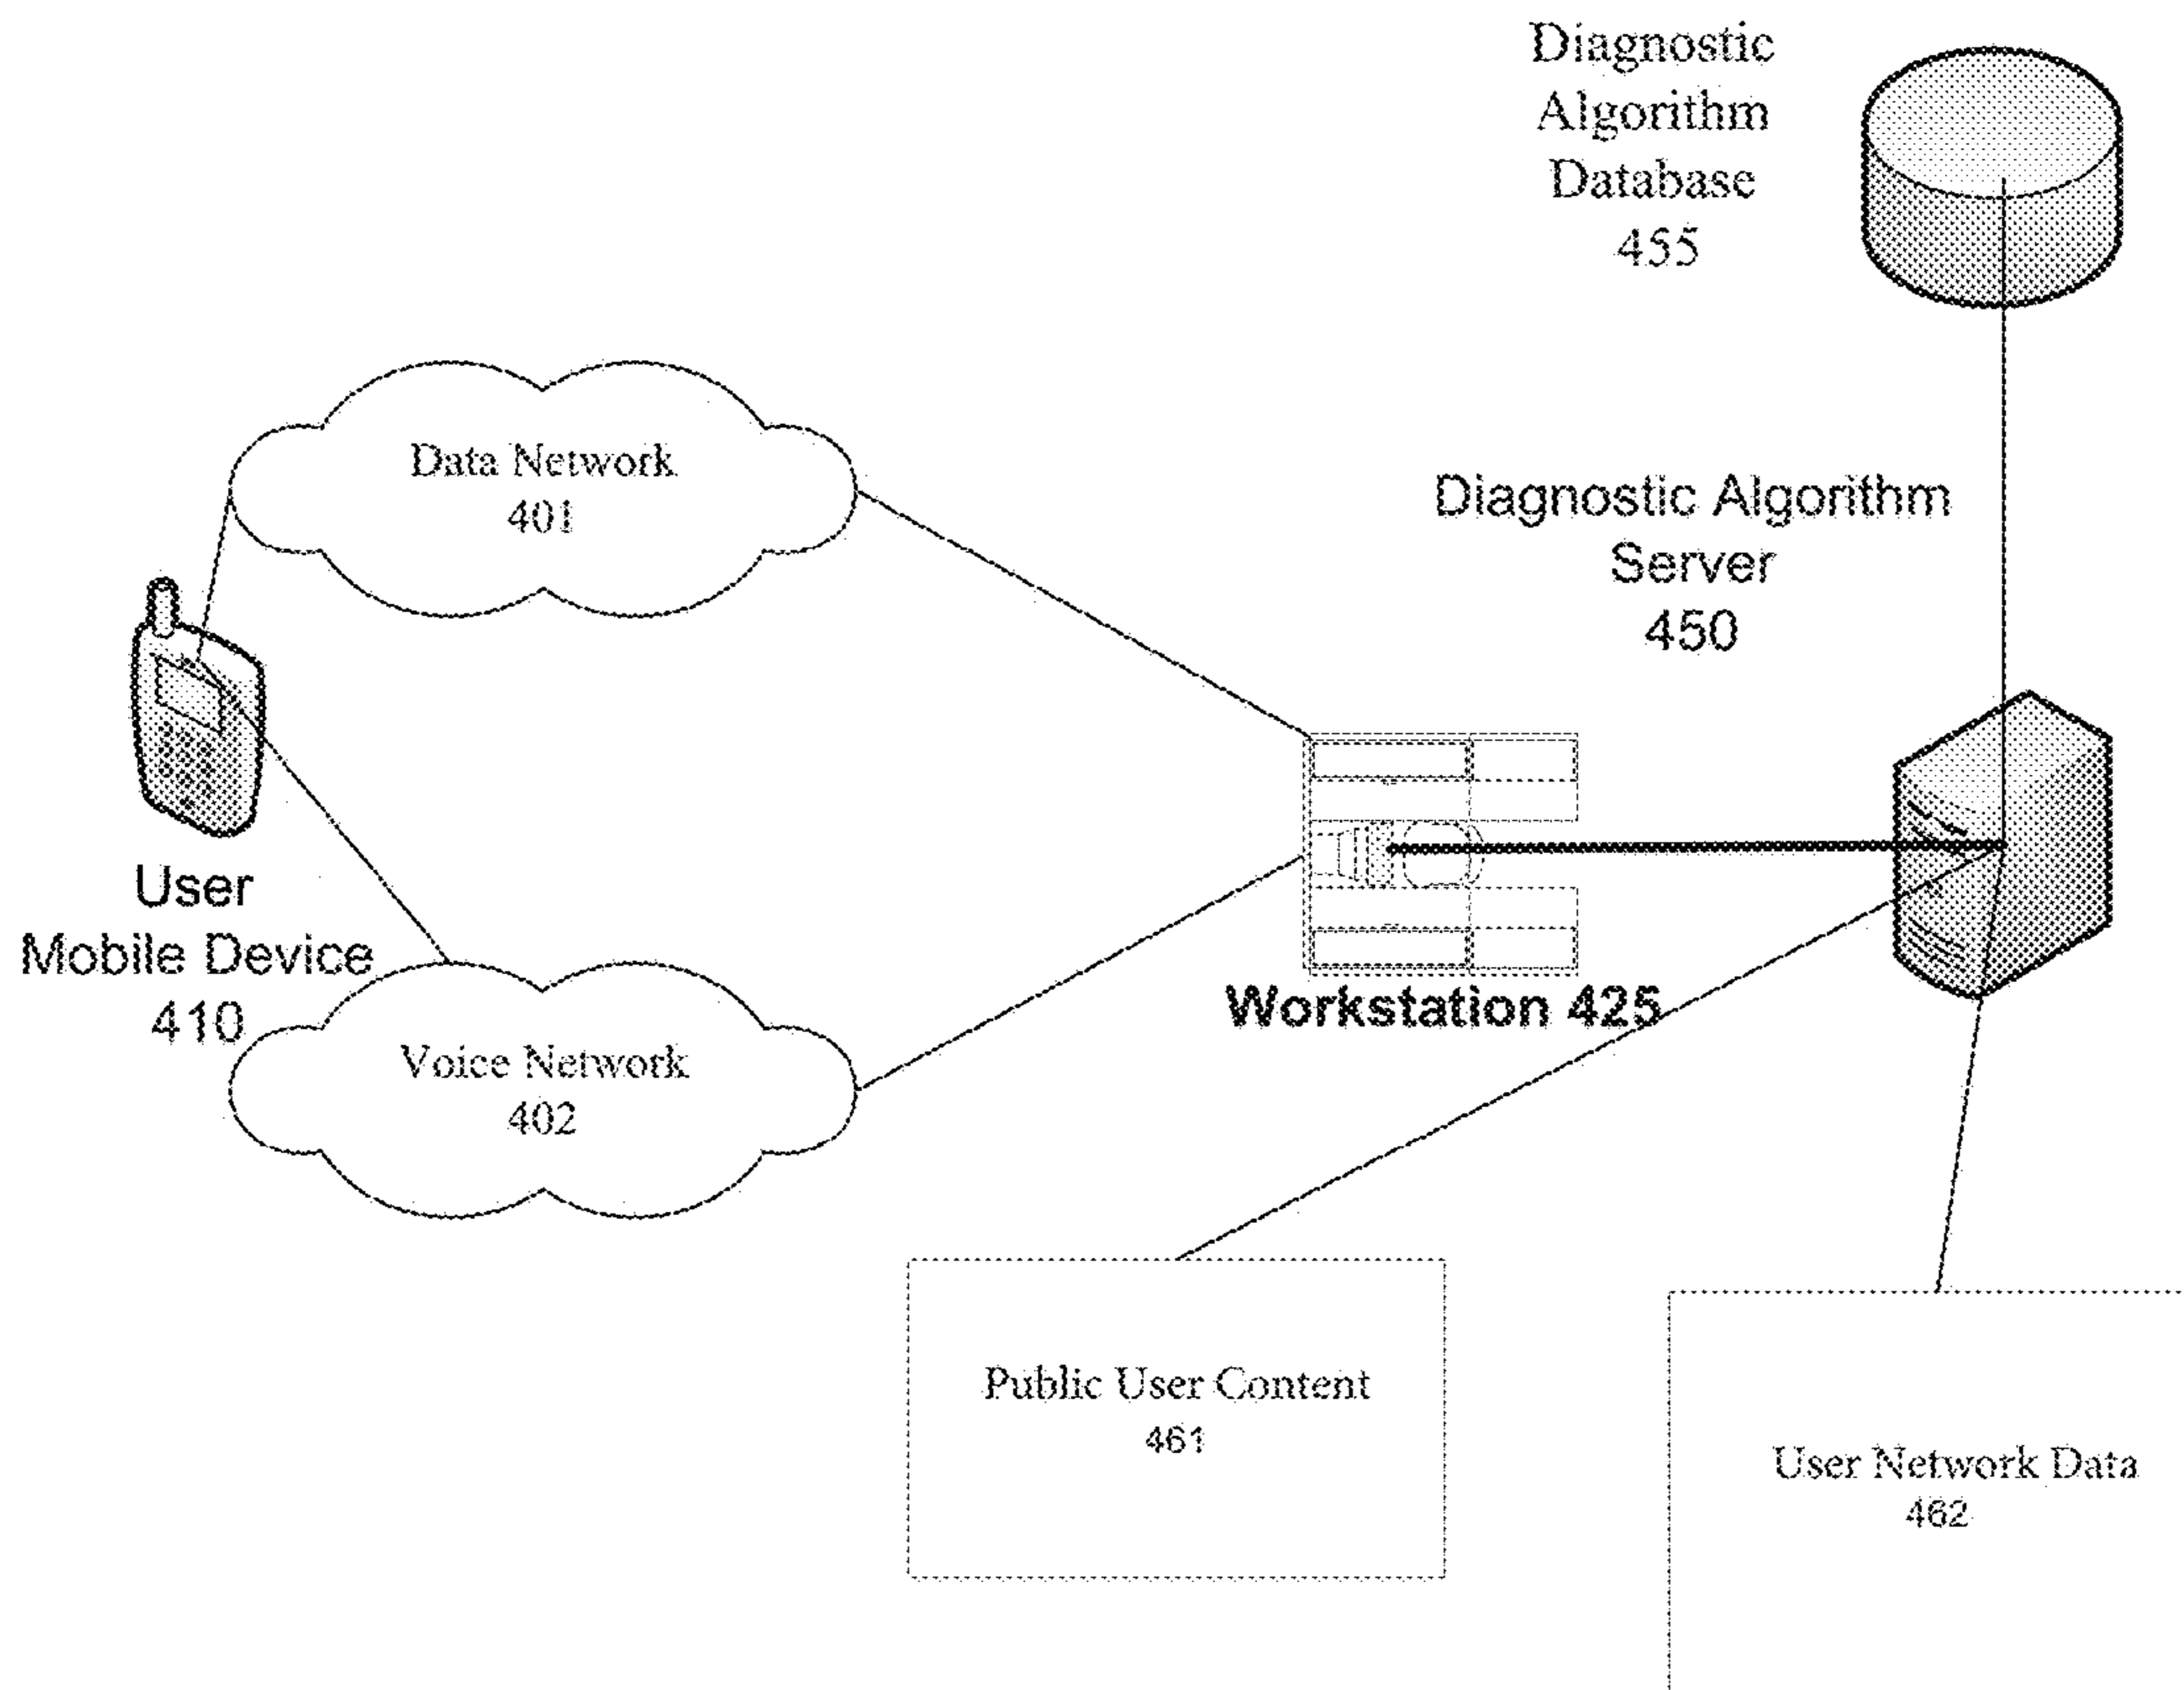 Diagnostic
Algorithm
Database
455
Data Network
401
Diagnostic Algorithm
Server
450
User
Mobile Device
410
Workstation 425
Voice Network
402
Public User Content
461
User Network Data
462